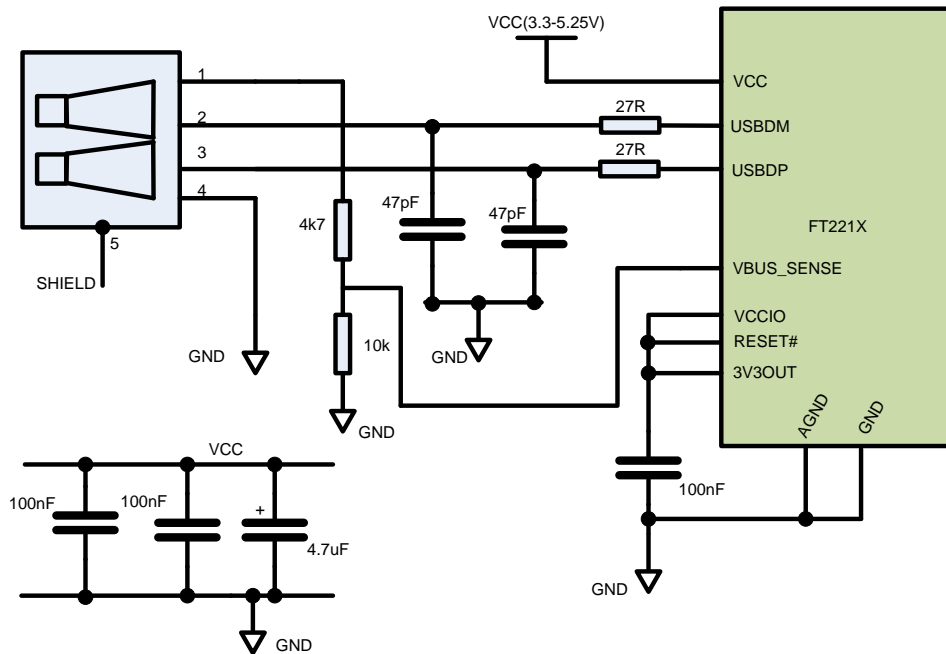 VCC(3.3-5.25V)
1
2
3
4
5
SHIELD
GND
27R
27R
47pF
47pF
4k7
10k
GND
GND
VCC
USBDM
USBDP
FT221X
VBUS_SENSE
VCCIO
RESET#
3V3OUT
AGND
GND
100nF
GND
VCC
100nF
100nF
+
4.7uF
GND